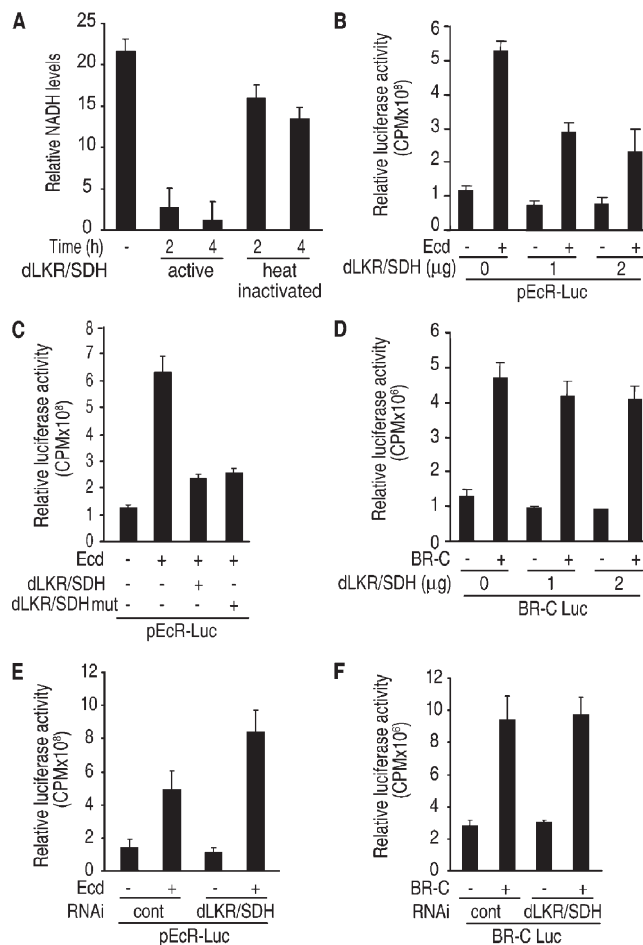 A
Relative NADH levels
25
20
15
10
5
0
Time (h) - 2 4 2 4
dLKR/SDH active heat
inactivated
B
Relative luciferase activity
(CPMx10⁸)
6
5
4
3
2
1
0
Ecd - + - + - +
dLKR/SDH (μg) 0 1 2
pEcR-Luc
C
Relative luciferase activity
(CPMx10⁸)
8
7
6
5
4
3
2
1
0
Ecd - + + +
dLKR/SDH - - + -
dLKR/SDH mut - - - +
pEcR-Luc
D
Relative luciferase activity
(CPMx10⁶)
6
5
4
3
2
1
0
BR-C - + - + - +
dLKR/SDH (μg) 0 1 2
BR-C Luc
E
Relative luciferase activity
(CPMx10⁸)
12
10
8
6
4
2
0
Ecd - + - +
RNAi cont dLKR/SDH
pEcR-Luc
F
Relative luciferase activity
(CPMx10⁶)
12
10
8
6
4
2
0
BR-C - + - +
RNAi cont dLKR/SDH
BR-C Luc